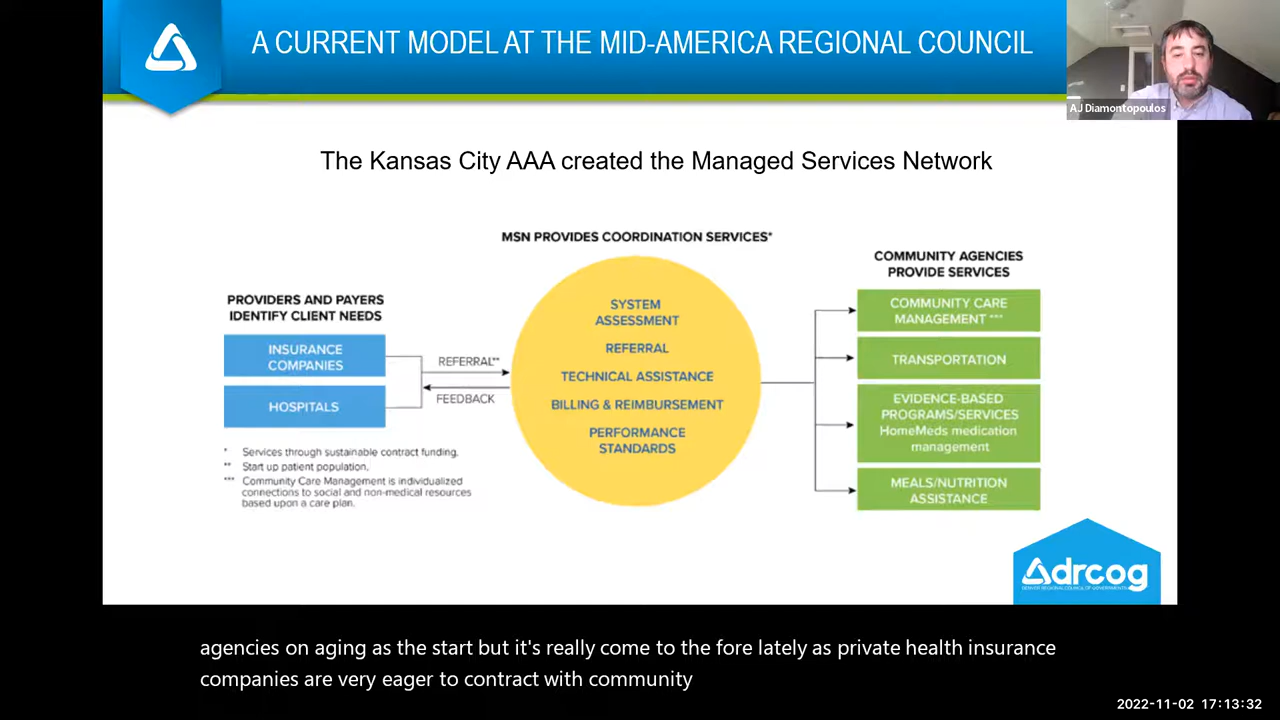 A CURRENT MODEL AT THE MID-AMERICA REGIONAL COUNCIL
AJ Diamontopoulos
The Kansas City AAA created the Managed Services Network
MSN PROVIDES COORDINATION SERVICES*
PROVIDERS AND PAYERS
IDENTIFY CLIENT NEEDS
INSURANCE
COMPANIES
HOSPITALS
REFERRAL**
FEEDBACK
SYSTEM
ASSESSMENT
REFERRAL
TECHNICAL ASSISTANCE
BILLING & REIMBURSEMENT
PERFORMANCE
STANDARDS
COMMUNITY AGENCIES
PROVIDE SERVICES
COMMUNITY CARE
MANAGEMENT ***
TRANSPORTATION
EVIDENCE-BASED
PROGRAMS/SERVICES
HomeMeds medication
management
MEALS/NUTRITION
ASSISTANCE
* Services through sustainable contract funding.
** Start up patient population.
*** Community Care Management is individualized
connections to social and non-medical resources
based upon a care plan.
drcog
DENVER REGIONAL COUNCIL OF GOVERNMENTS
agencies on aging as the start but it's really come to the fore lately as private health insurance
companies are very eager to contract with community
2022-11-02 17:13:32